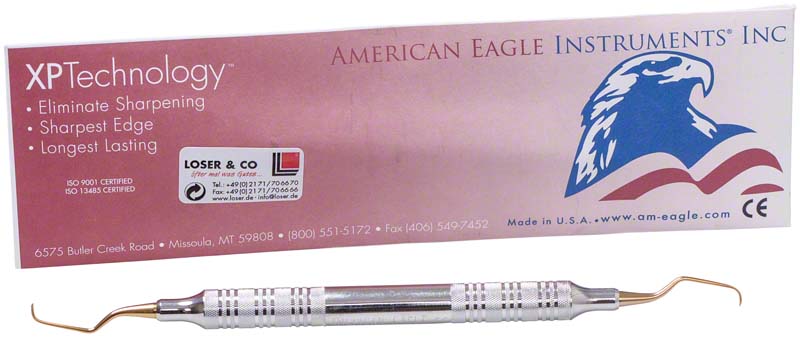 AMERICAN EAGLE INSTRUMENTS® INC
XPTechnology™
• Eliminate Sharpening
• Sharpest Edge
• Longest Lasting
ISO 9001 CERTIFIED
ISO 13485 CERTIFIED
LOSER & CO
öfter mal was Gutes...
Tel.: +49(0)2171/706670
Fax: +49(0)2171/706666
www.loser.de • info@loser.de
6575 Butler Creek Road • Missoula, MT 59808 • (800) 551-5172 • Fax (406) 549-7452
Made in U.S.A. • www.am-eagle.com
CE